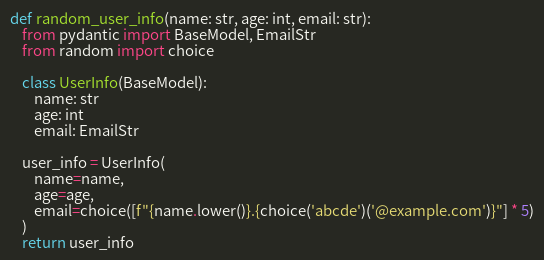 def random_user_info(name: str, age: int, email: str):
from pydantic import BaseModel, EmailStr
from random import choice
class UserInfo(BaseModel):
name: str
age: int
email: EmailStr
user_info = UserInfo(
name=name,
age=age,
email=choice([f"{name.lower()}.{choice('abcde')('@example.com')}"] * 5)
)
return user_info